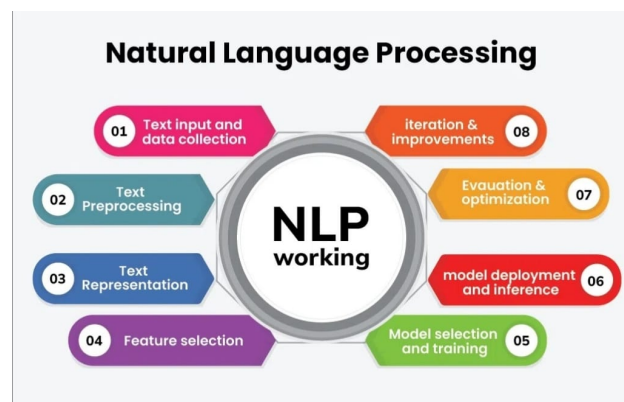 Natural Language Processing
01 Text input and
data collection
02 Text
Preprocessing
03 Text
Representation
04 Feature selection
NLP
working
Model selection
and training 05
model deployment
and inference 06
Evauation &
optimization 07
iteration &
improvements 08